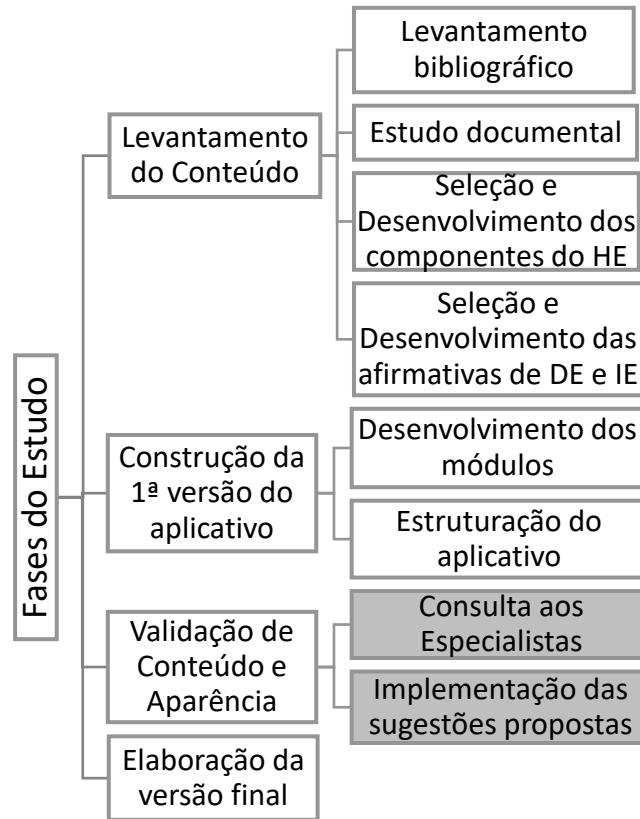 Fases do Estudo
Levantamento
do Conteúdo
Levantamento
bibliográfico
Estudo documental
Seleção e
Desenvolvimento dos
componentes do HE
Seleção e
Desenvolvimento das
afirmativas de DE e IE
Construção da
1ª versão do
aplicativo
Desenvolvimento dos
módulos
Estruturação do
aplicativo
Validação de
Conteúdo e
Aparência
Consulta aos
Especialistas
Implementação das
sugestões propostas
Elaboração da
versão final